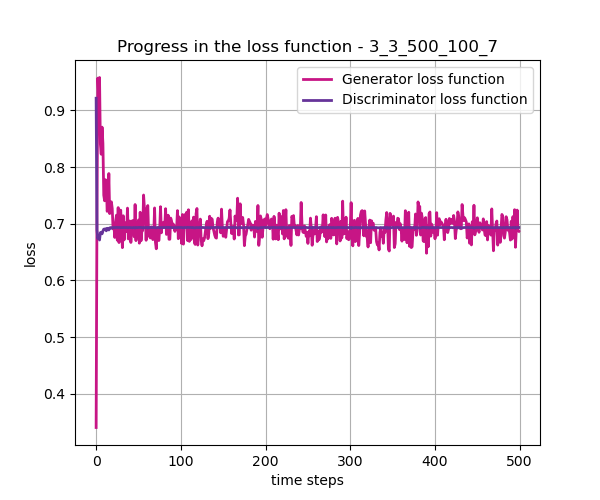 Progress in the loss function - 3_3_500_100_7
Generator loss function
Discriminator loss function
0.9
0.8
0.7
0.6
0.5
0.4
loss
0 100 200 300 400 500
time steps